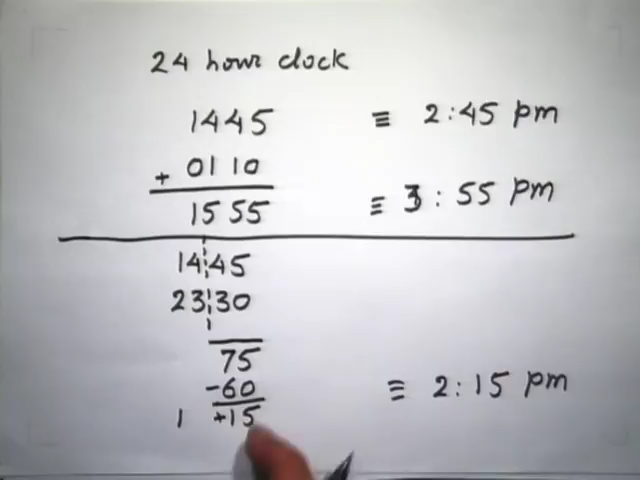 24 hour clock
1445 ≡ 2:45 pm
+ 0110
1555 ≡ 3:55 pm
14¦45
23¦30
75
-60 ≡ 2:15 pm
1 +15